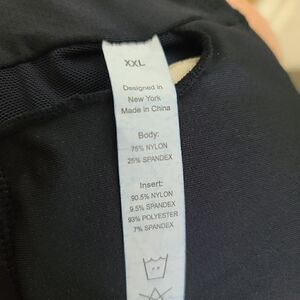 XXL
Designed in
New York
Made in China
Body:
75% NYLON
25% SPANDEX
Insert:
90.5% NYLON
9.5% SPANDEX
93% POLYESTER
7% SPANDEX